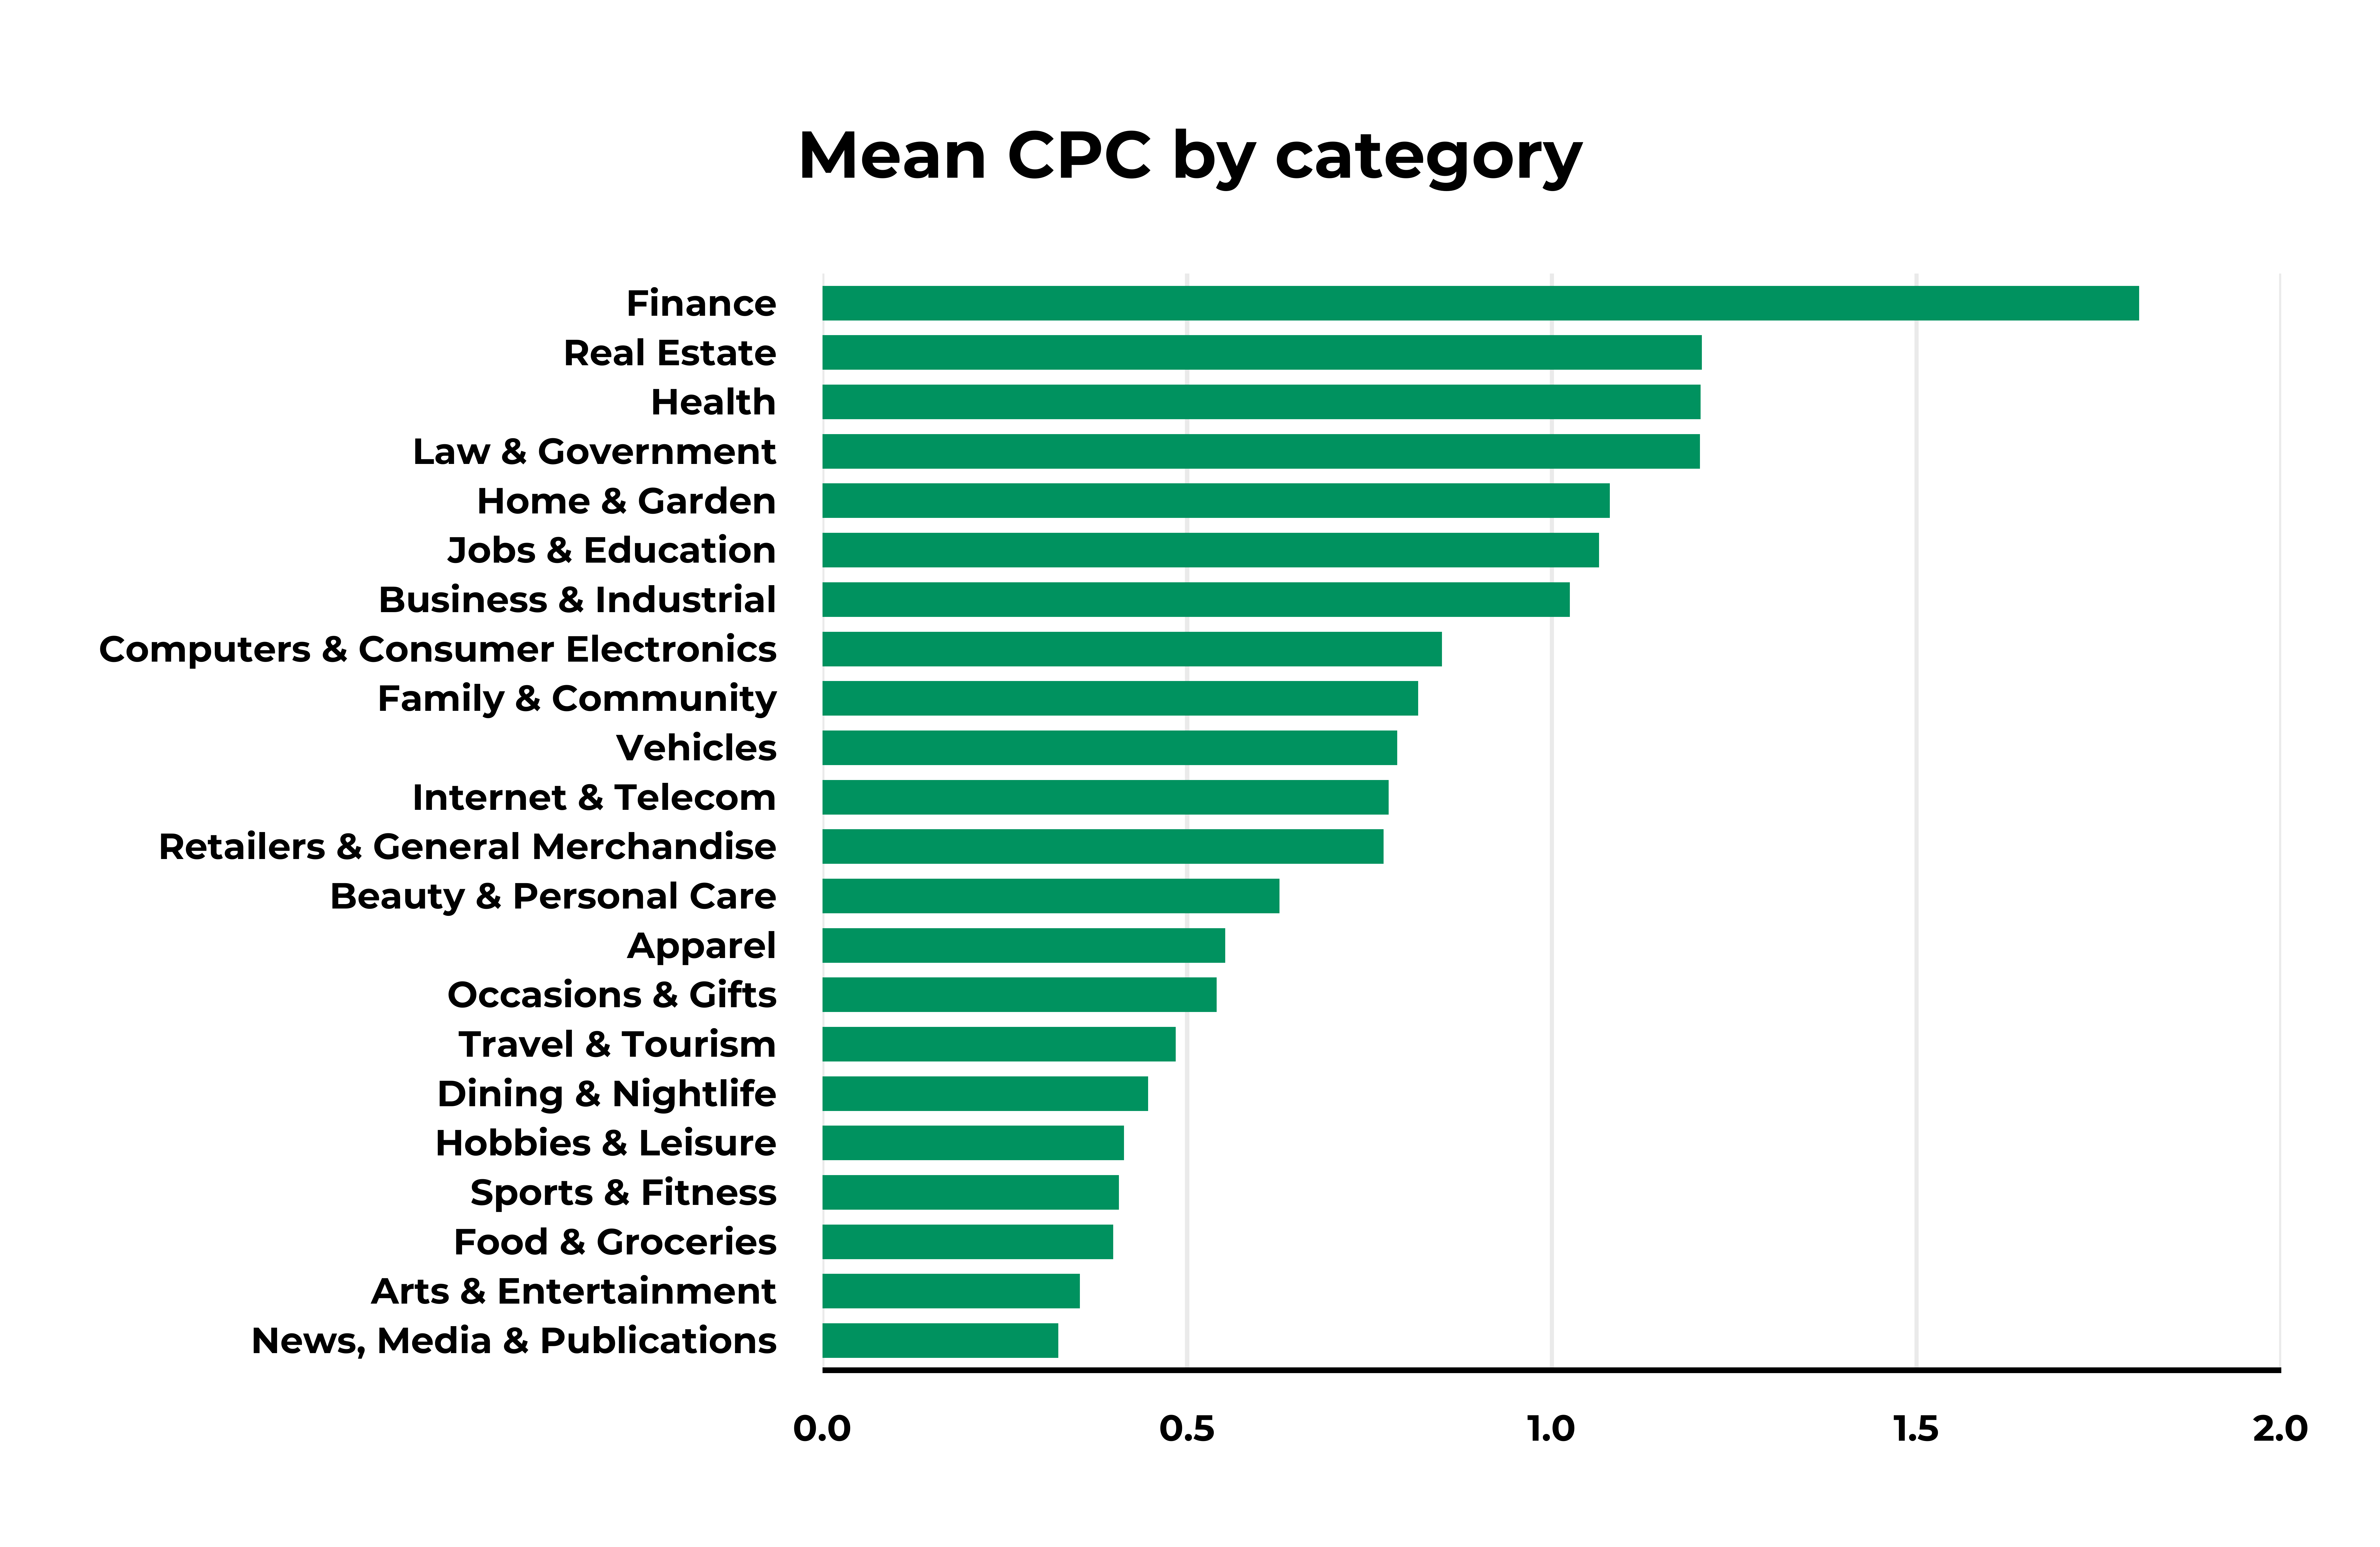 Mean CPC by category
Finance
Real Estate
Health
Law & Government
Home & Garden
Jobs & Education
Business & Industrial
Computers & Consumer Electronics
Family & Community
Vehicles
Internet & Telecom
Retailers & General Merchandise
Beauty & Personal Care
Apparel
Occasions & Gifts
Travel & Tourism
Dining & Nightlife
Hobbies & Leisure
Sports & Fitness
Food & Groceries
Arts & Entertainment
News, Media & Publications
0.0 0.5 1.0 1.5 2.0